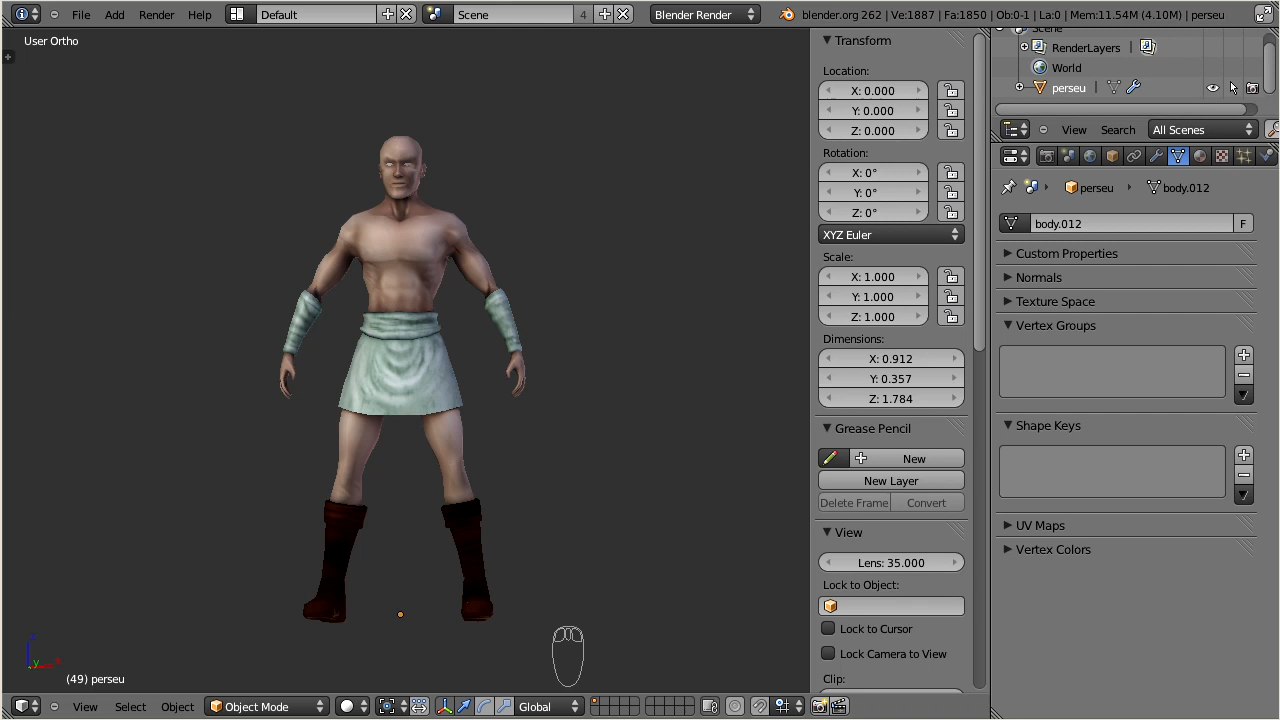 File Add Render Help Default Scene 4 Blender Render blender.org 262 | Ve:1887 | Fa:1850 | Ob:0-1 | La:0 | Mem:11.54M (4.10M) | perseu
User Ortho
Transform
Location:
X: 0.000
Y: 0.000
Z: 0.000
Rotation:
X: 0°
Y: 0°
Z: 0°
XYZ Euler
Scale:
X: 1.000
Y: 1.000
Z: 1.000
Dimensions:
X: 0.912
Y: 0.357
Z: 1.784
Grease Pencil
New
New Layer
Delete Frame Convert
View
Lens: 35.000
Lock to Object:
Lock to Cursor
Lock Camera to View
Clip:
Scene
RenderLayers
World
perseu
View Search All Scenes
perseu body.012
body.012 F
Custom Properties
Normals
Texture Space
Vertex Groups
Shape Keys
UV Maps
Vertex Colors
z
y x
(49) perseu
View Select Object Object Mode Global